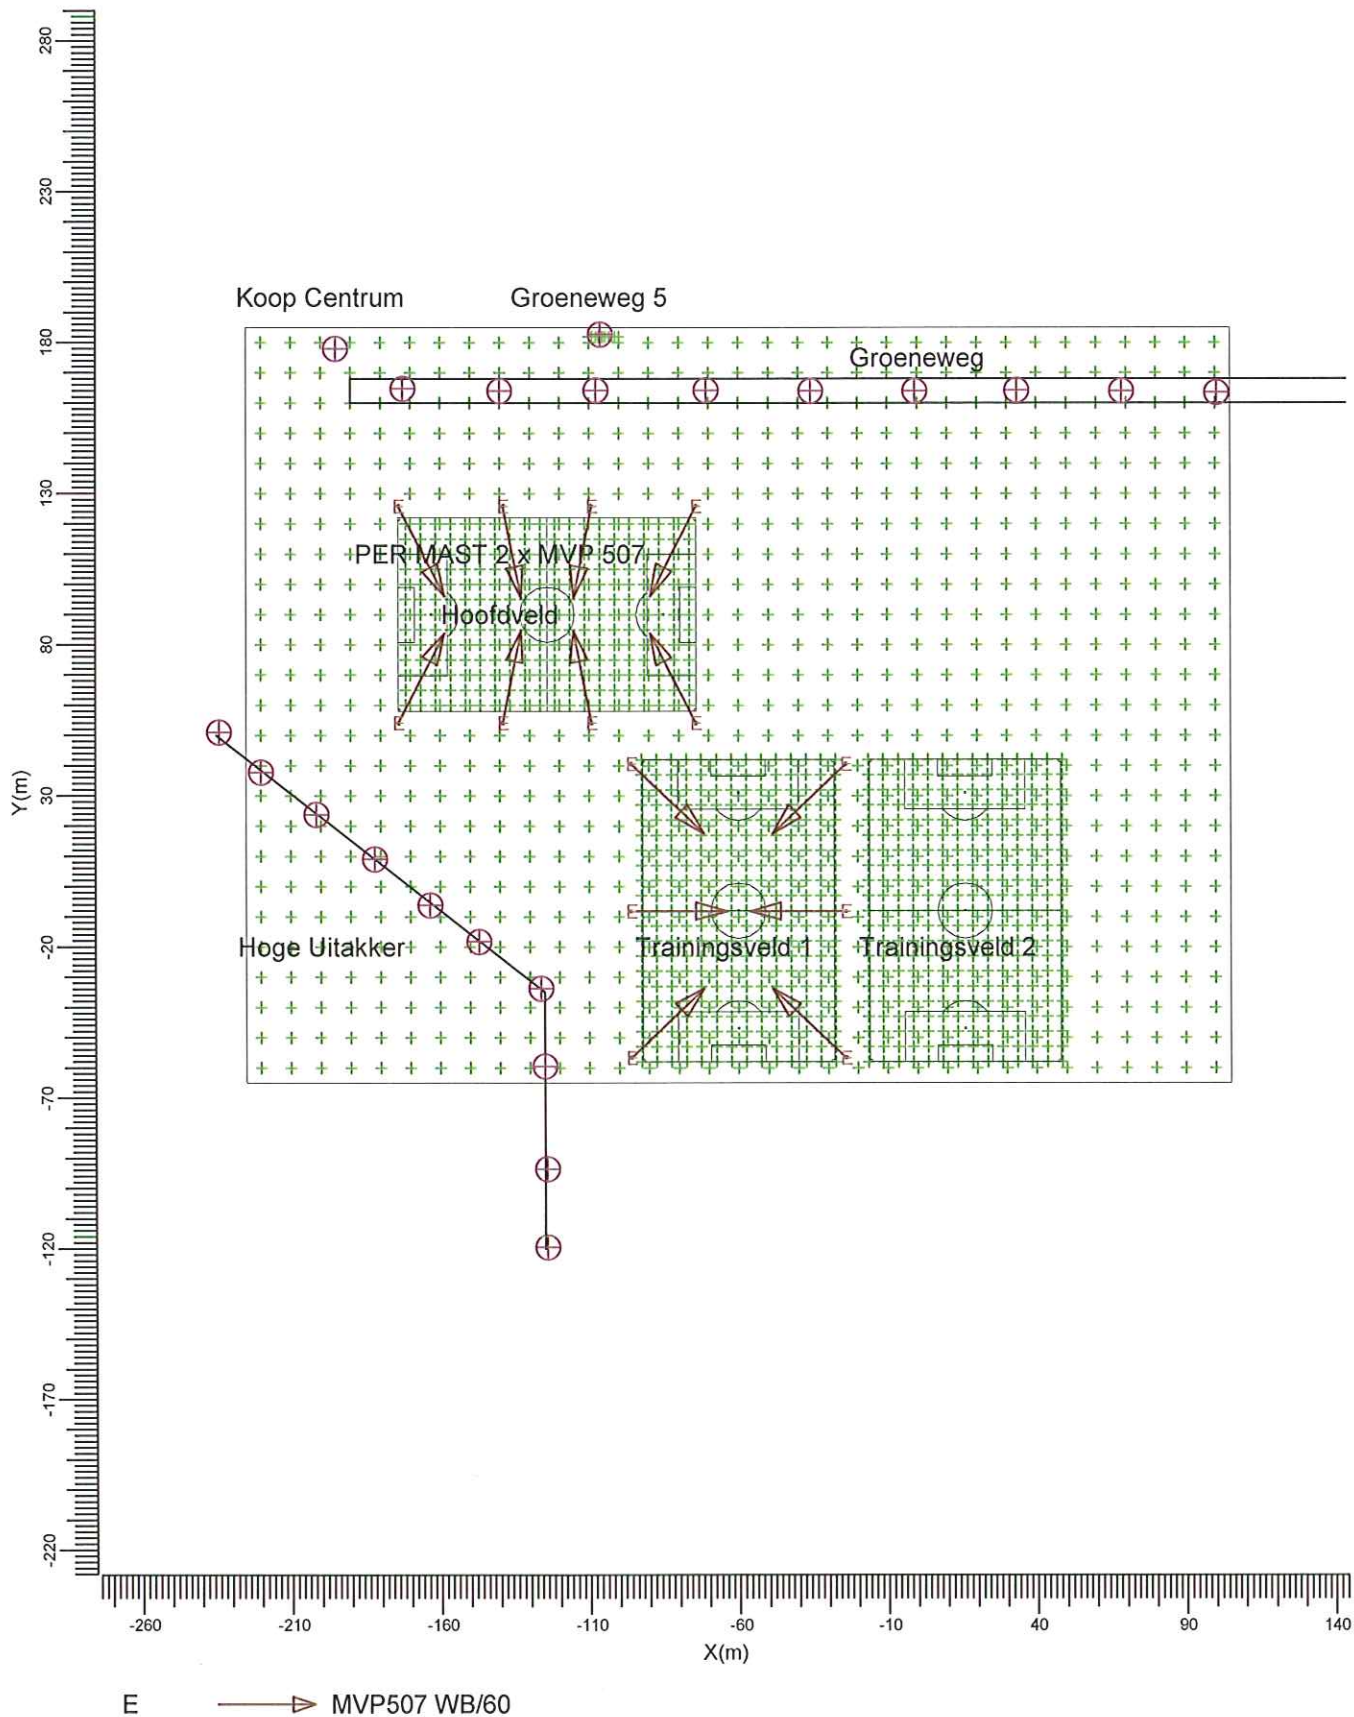 280
230
180
130
80
30
-20
-70
-120
-170
-220
Y(m)
Koop Centrum
Groeneweg 5
Groeneweg
E E E E
PER MAST 2 x MVP 507
Hoofdveld
E E E E
E E
E E
Hoge Uitakker
Trainingsveld 1
Trainingsveld 2
E E
-260 -210 -160 -110 -60 -10 40 90 140
X(m)
E MVP507 WB/60